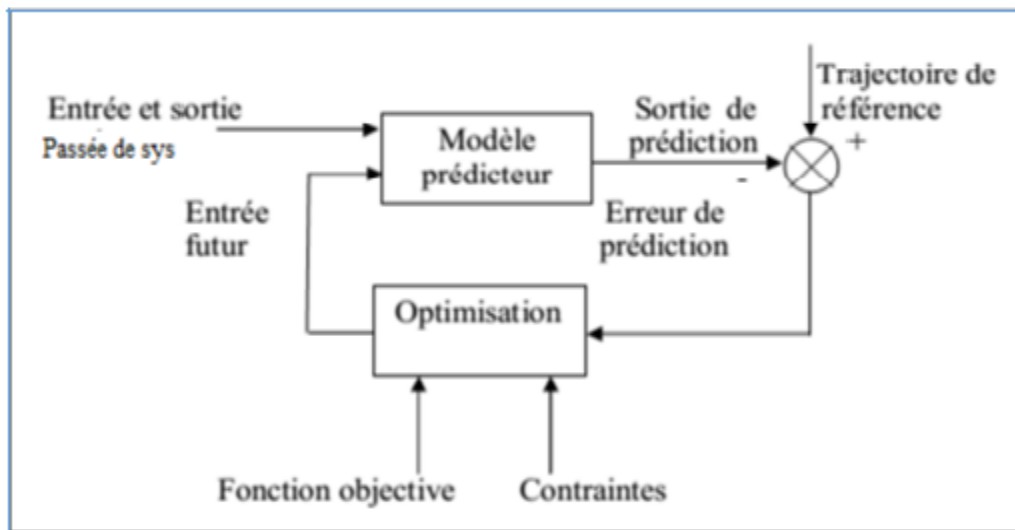 Entrée et sortie
Passée de sys
Modèle
prédicteur
Sortie de
prédiction
-
Trajectoire de
référence
+
Entrée
futur
Erreur de
prédiction
Optimisation
Fonction objective
Contraintes